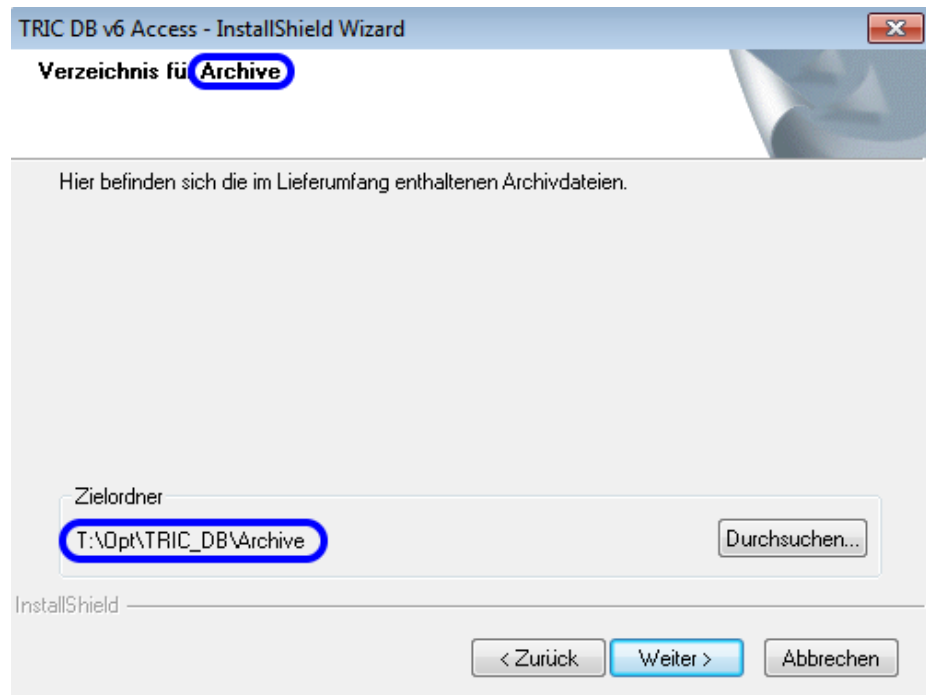 TRIC DB v6 Access - InstallShield Wizard
Verzeichnis fü Archive
Hier befinden sich die im Lieferumfang enthaltenen Archivdateien.
Zielordner
T:\Opt\TRIC_DB\Archive
Durchsuchen...
InstallShield
< Zurück
Weiter >
Abbrechen